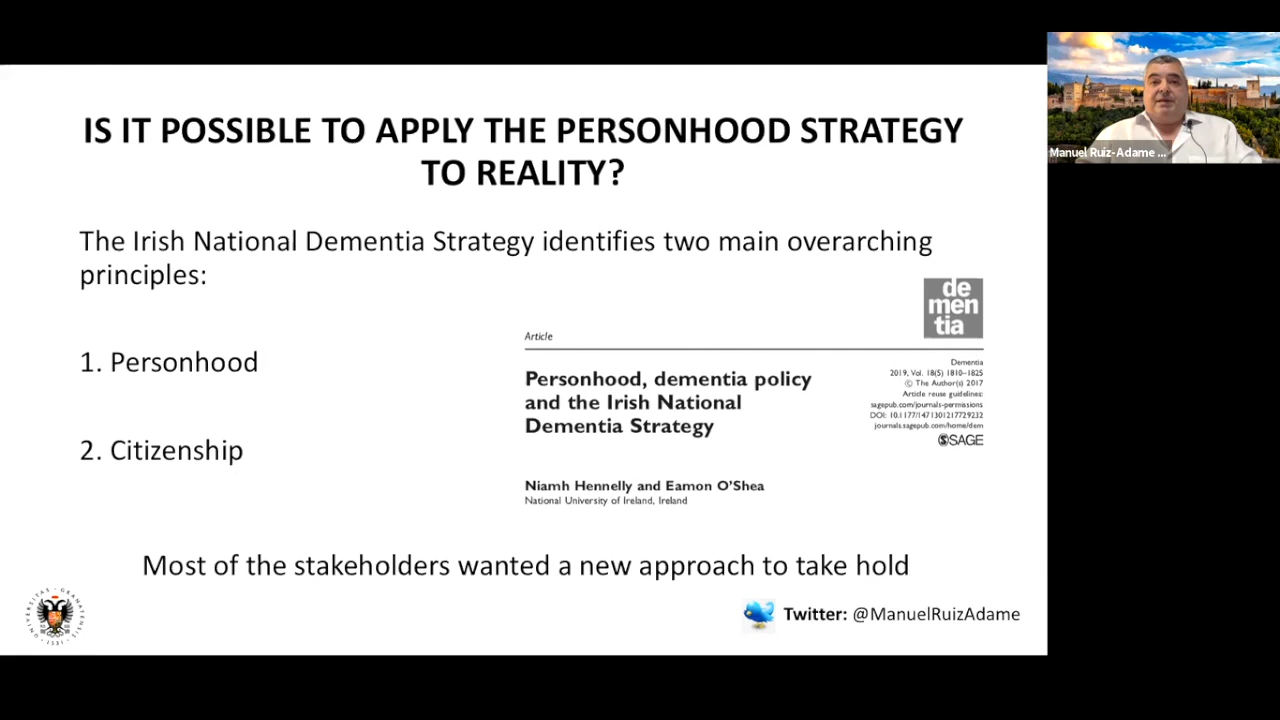 IS IT POSSIBLE TO APPLY THE PERSONHOOD STRATEGY
TO REALITY?
The Irish National Dementia Strategy identifies two main overarching
principles:
1. Personhood
2. Citizenship
de
men
tia
Article
Personhood, dementia policy
and the Irish National
Dementia Strategy
Dementia
2019, Vol. 18(5) 1810–1825
© The Author(s) 2017
Article reuse guidelines:
sagepub.com/journals-permissions
DOI: 10.1177/1471301217729232
journals.sagepub.com/home/dem
SAGE
Niamh Hennelly and Eamon O'Shea
National University of Ireland, Ireland
Most of the stakeholders wanted a new approach to take hold
UNIVERSITAS · GRANATENSIS · 1531 ·
Twitter: @ManuelRuizAdame
Manuel Ruiz-Adame ...